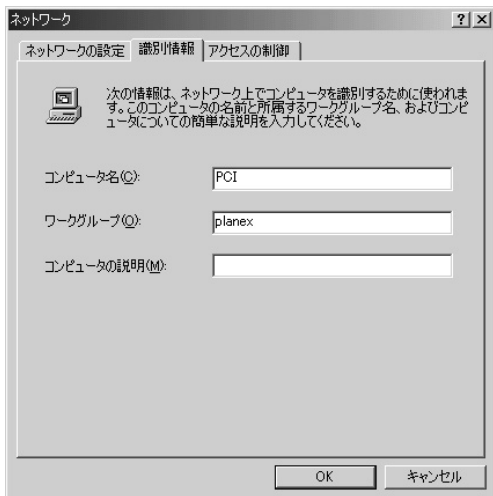 ネットワーク
ネットワークの設定 識別情報 アクセスの制御
次の情報は、ネットワーク上でコンピュータを識別するために使われま
す。このコンピュータの名前と所属するワークグループ名、およびコンピ
ュータについての簡単な説明を入力してください。
コンピュータ名(C): PCI
ワークグループ(O): planex
コンピュータの説明(M):
OK キャンセル